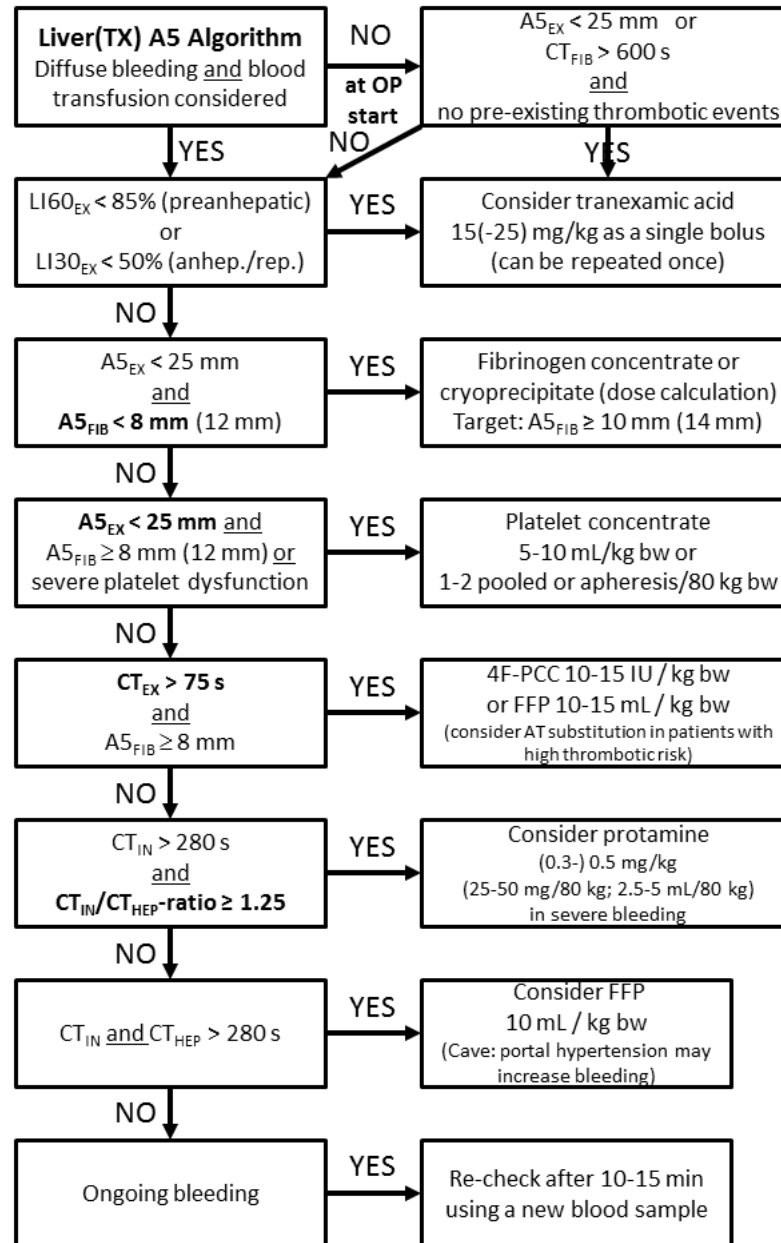 Liver(TX) A5 Algorithm
Diffuse bleeding and blood
transfusion considered
NO
at OP
start
A5EX < 25 mm or
CTFIB > 600 s
and
no pre-existing thrombotic events
NO
YES
YES
LI60EX < 85% (preanhepatic)
or
LI30EX < 50% (anhep./rep.)
YES
Consider tranexamic acid
15(-25) mg/kg as a single bolus
(can be repeated once)
NO
A5EX < 25 mm
and
A5FIB < 8 mm (12 mm)
YES
Fibrinogen concentrate or
cryoprecipitate (dose calculation)
Target: A5FIB ≥ 10 mm (14 mm)
NO
A5EX < 25 mm and
A5FIB ≥ 8 mm (12 mm) or
severe platelet dysfunction
YES
Platelet concentrate
5-10 mL/kg bw or
1-2 pooled or apheresis/80 kg bw
NO
CTEX > 75 s
and
A5FIB ≥ 8 mm
YES
4F-PCC 10-15 IU / kg bw
or FFP 10-15 mL / kg bw
(consider AT substitution in patients with
high thrombotic risk)
NO
CTIN > 280 s
and
CTIN/CTHEP-ratio ≥ 1.25
YES
Consider protamine
(0.3-) 0.5 mg/kg
(25-50 mg/80 kg; 2.5-5 mL/80 kg)
in severe bleeding
NO
CTIN and CTHEP > 280 s
YES
Consider FFP
10 mL / kg bw
(Cave: portal hypertension may
increase bleeding)
NO
Ongoing bleeding
YES
Re-check after 10-15 min
using a new blood sample